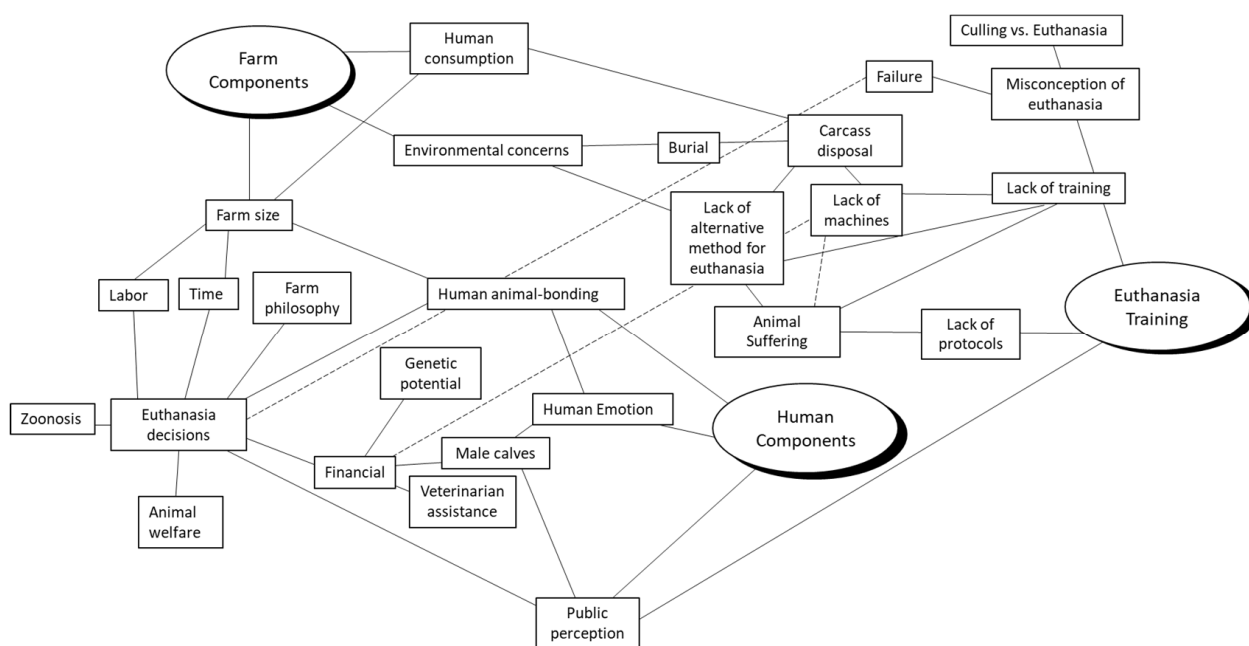 Culling vs. Euthanasia
Human
consumption
Farm
Components
Failure
Misconception of
euthanasia
Environmental concerns
Burial
Carcass
disposal
Lack of training
Farm size
Lack of
alternative
method for
euthanasia
Lack of
machines
Labor
Time
Farm
philosophy
Human animal-bonding
Euthanasia
Training
Animal
Suffering
Lack of
protocols
Genetic
potential
Zoonosis
Euthanasia
decisions
Human Emotion
Human
Components
Male calves
Financial
Veterinarian
assistance
Animal
welfare
Public
perception